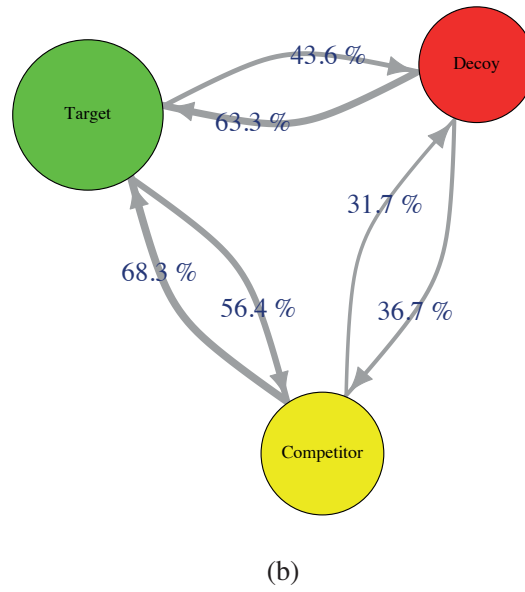 43.6 %
Decoy
Target
63.3 %
31.7 %
68.3 %
56.4 %
36.7 %
Competitor
(b)